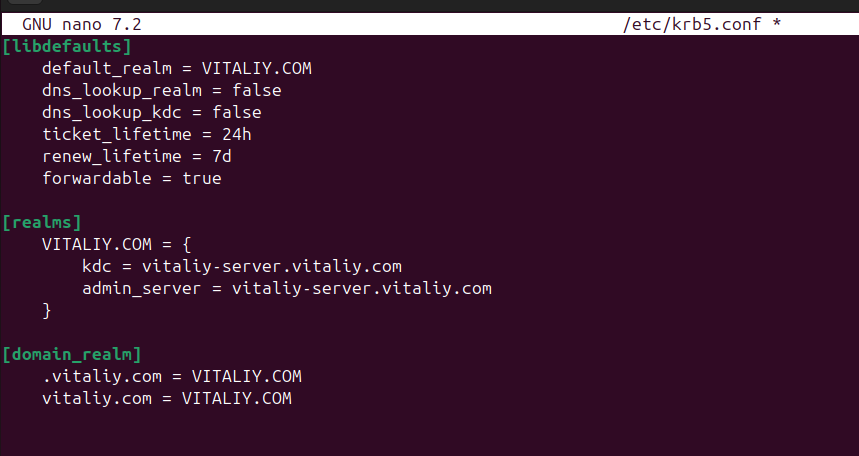 GNU nano 7.2 /etc/krb5.conf *
[libdefaults]
    default_realm = VITALIY.COM
    dns_lookup_realm = false
    dns_lookup_kdc = false
    ticket_lifetime = 24h
    renew_lifetime = 7d
    forwardable = true

[realms]
    VITALIY.COM = {
        kdc = vitaliy-server.vitaliy.com
        admin_server = vitaliy-server.vitaliy.com
    }

[domain_realm]
    .vitaliy.com = VITALIY.COM
    vitaliy.com = VITALIY.COM